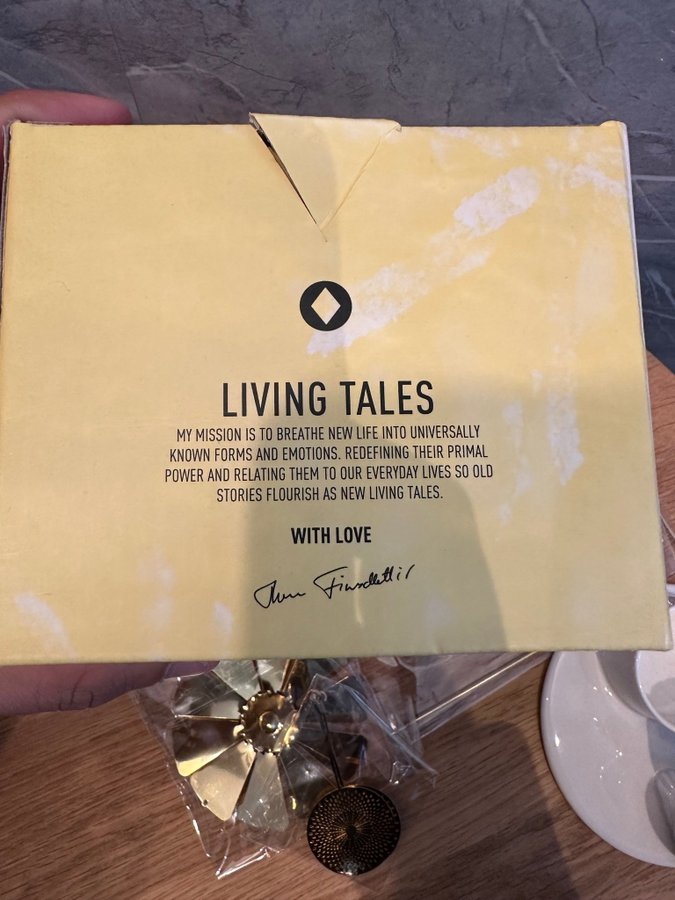 LIVING TALES
MY MISSION IS TO BREATHE NEW LIFE INTO UNIVERSALLY
KNOWN FORMS AND EMOTIONS. REDEFINING THEIR PRIMAL
POWER AND RELATING THEM TO OUR EVERYDAY LIVES SO OLD
STORIES FLOURISH AS NEW LIVING TALES.
WITH LOVE